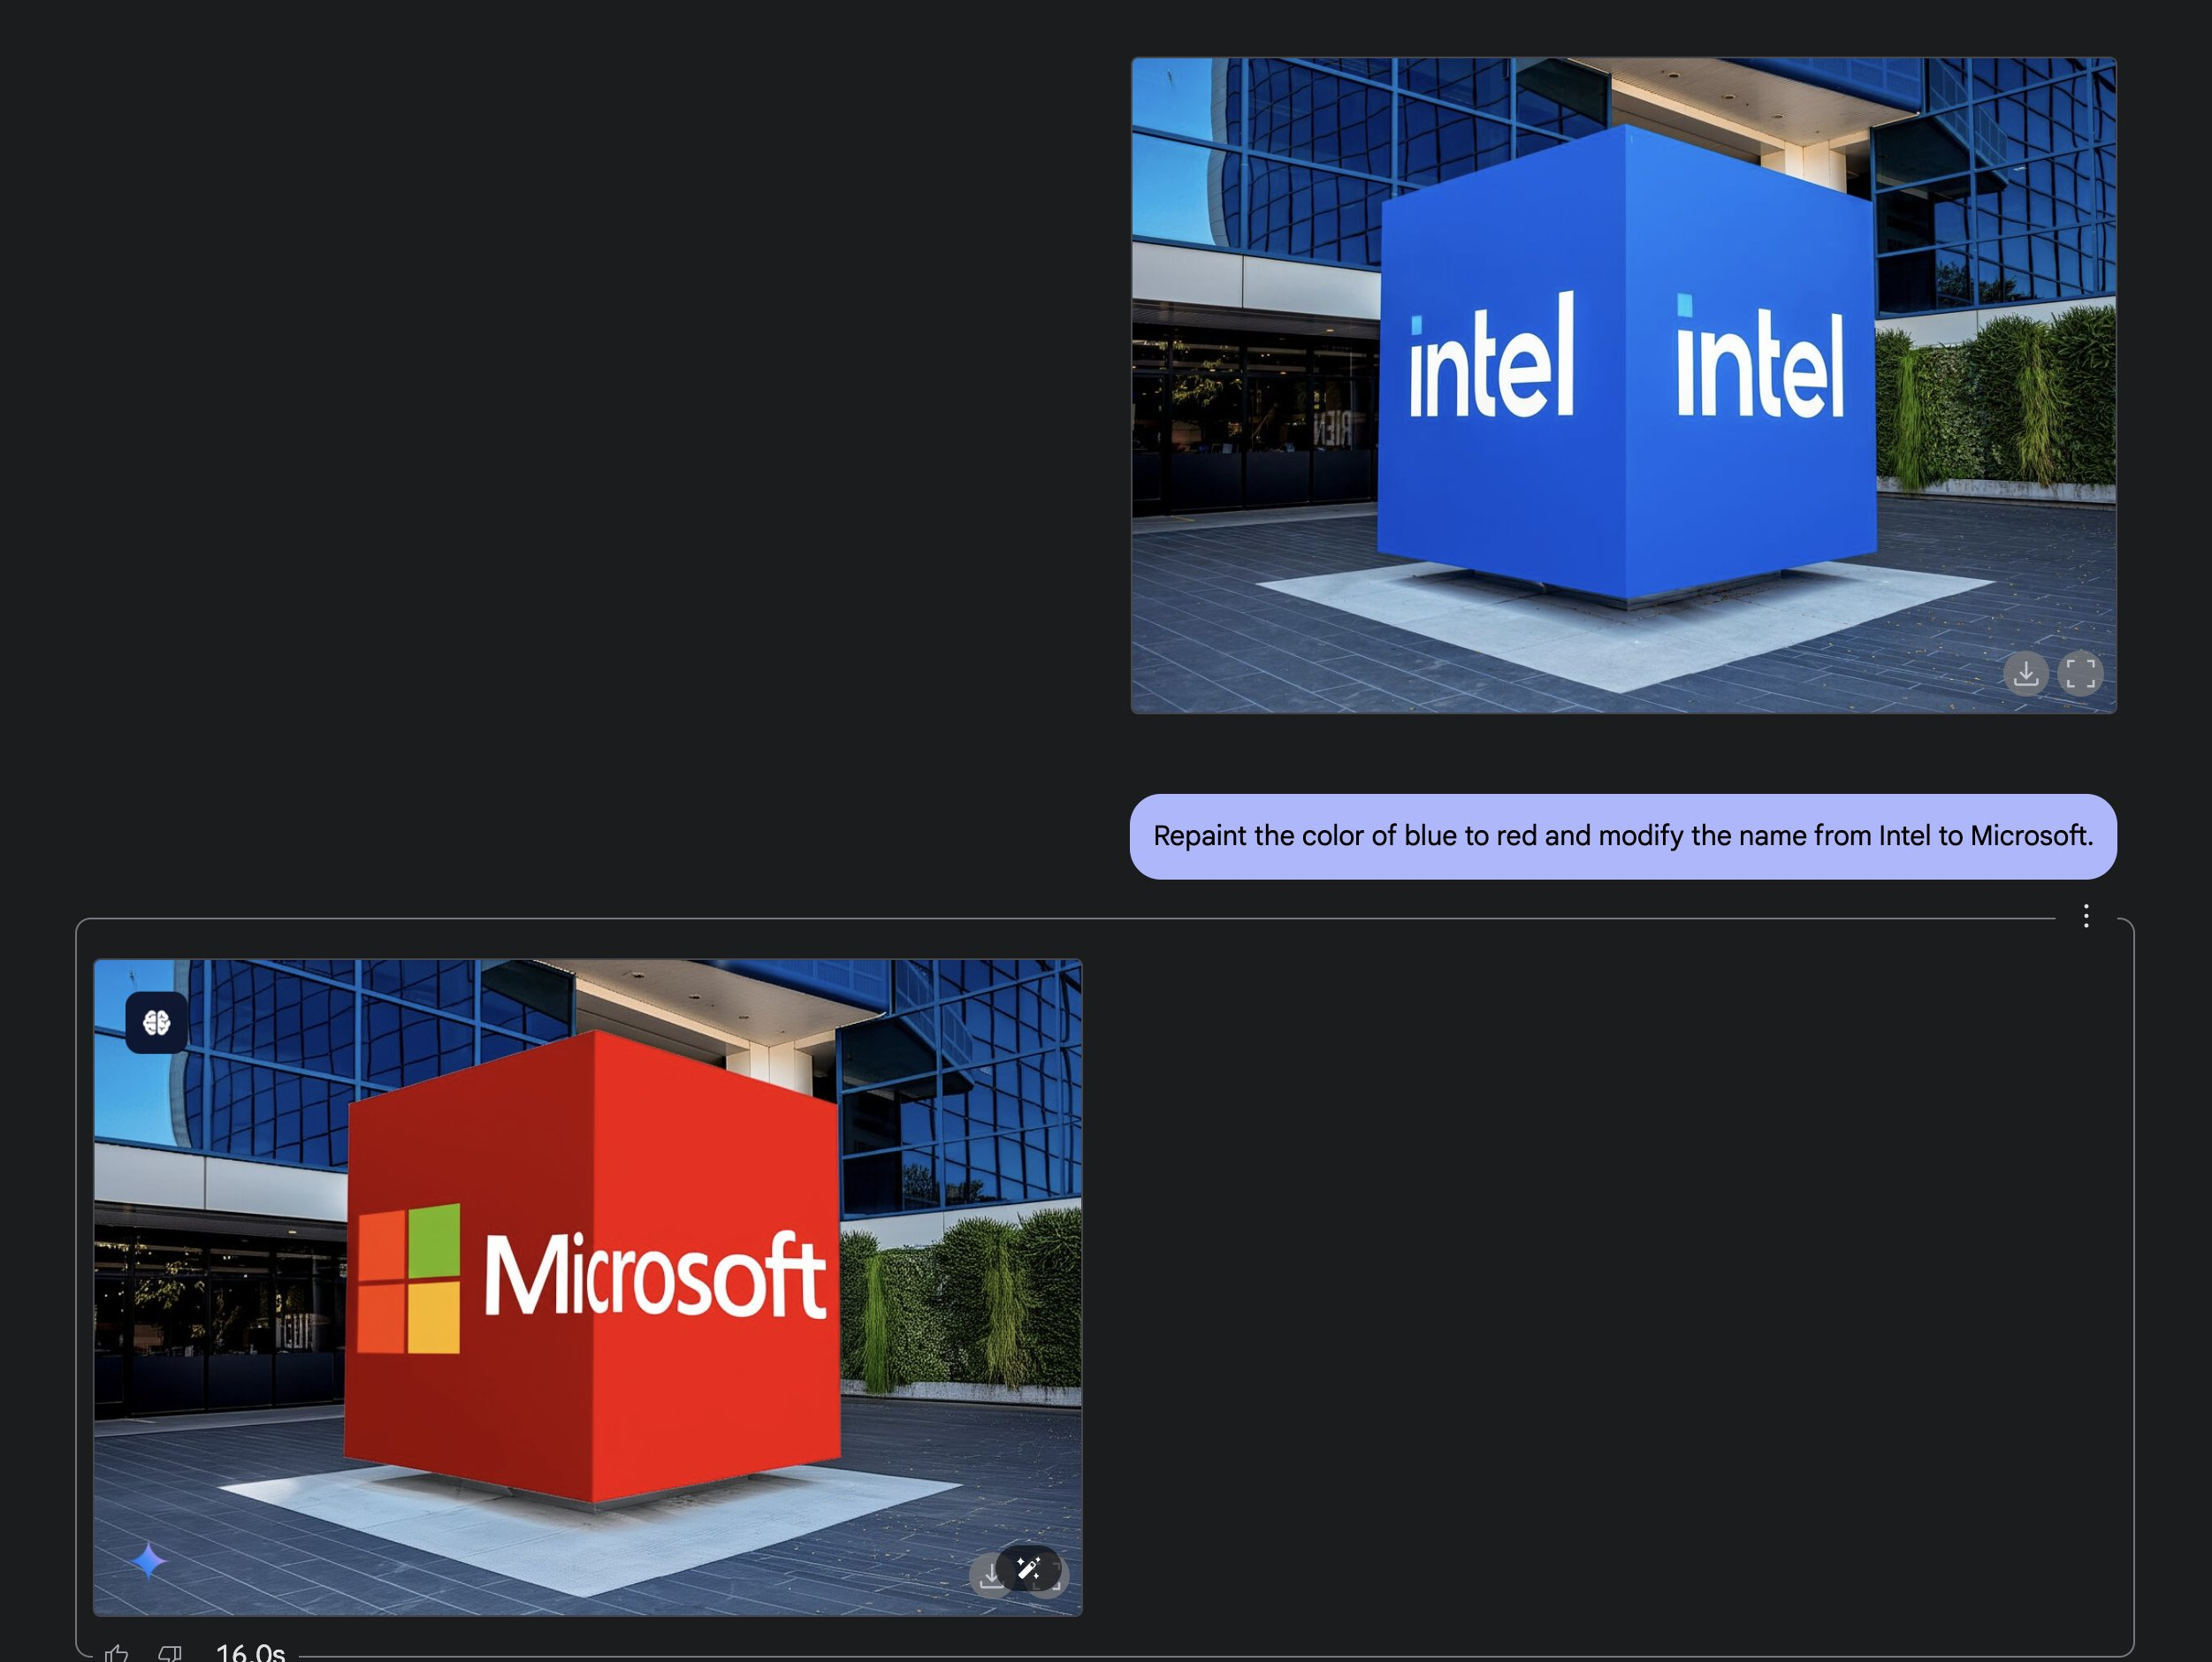 intel intel
Repaint the color of blue to red and modify the name from Intel to Microsoft.
Microsoft
16.0s